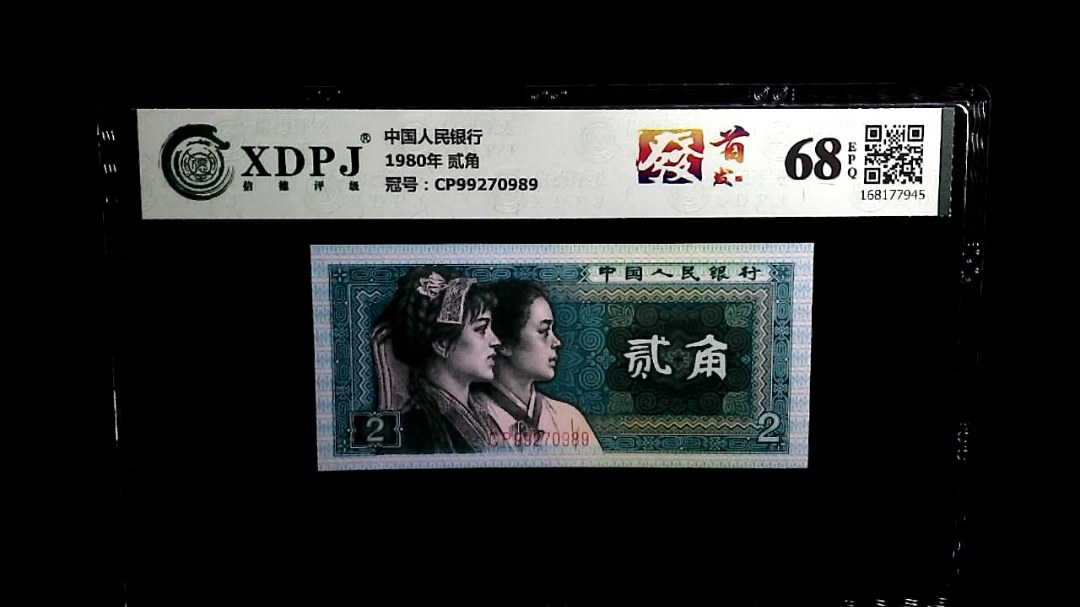 XDPJ®
信德评级
中国人民银行
1980年 贰角
冠号：CP99270989
發
首发
68
EPQ
168177945
中国人民银行
贰角
2
2
CP99270989